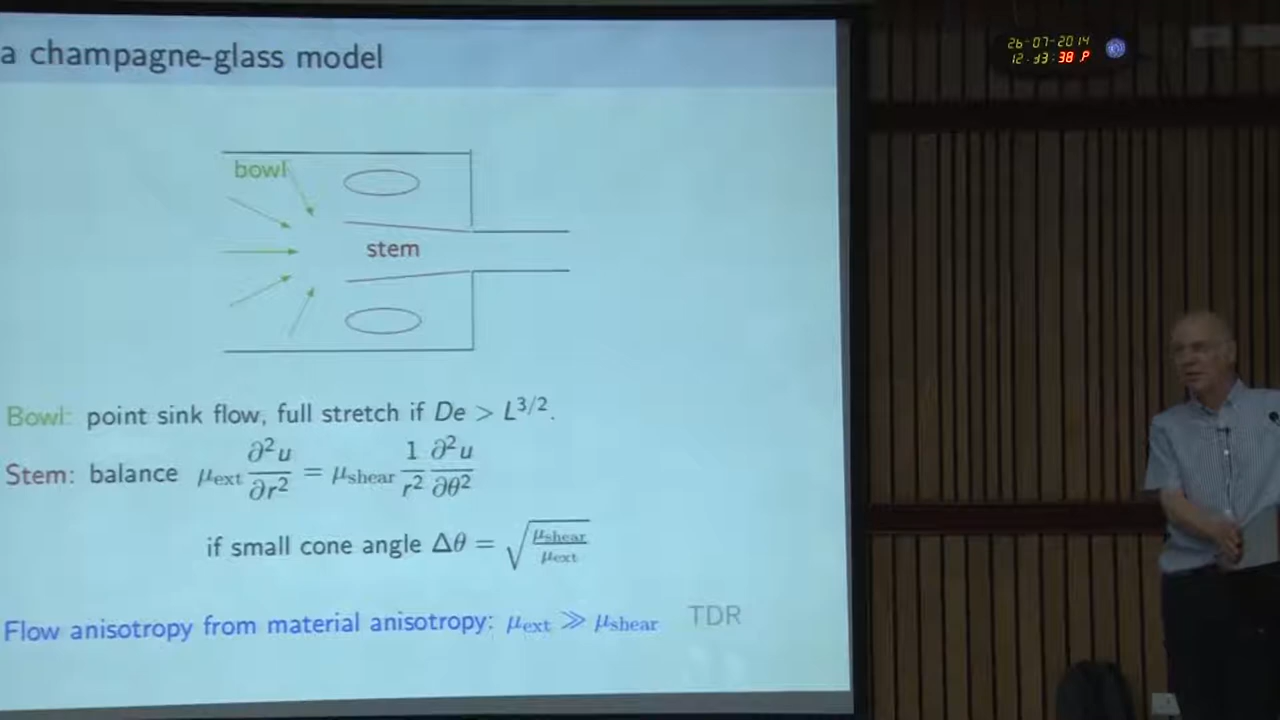 a champagne-glass model
bowl
stem
Bowl: point sink flow, full stretch if De > L^{3/2}.
Stem: balance μ_ext ∂²u/∂r² = μ_shear 1/r² ∂²u/∂θ²
if small cone angle Δθ = √(μ_shear/μ_ext)
Flow anisotropy from material anisotropy: μ_ext ≫ μ_shear TDR
26-07-2014
38 P